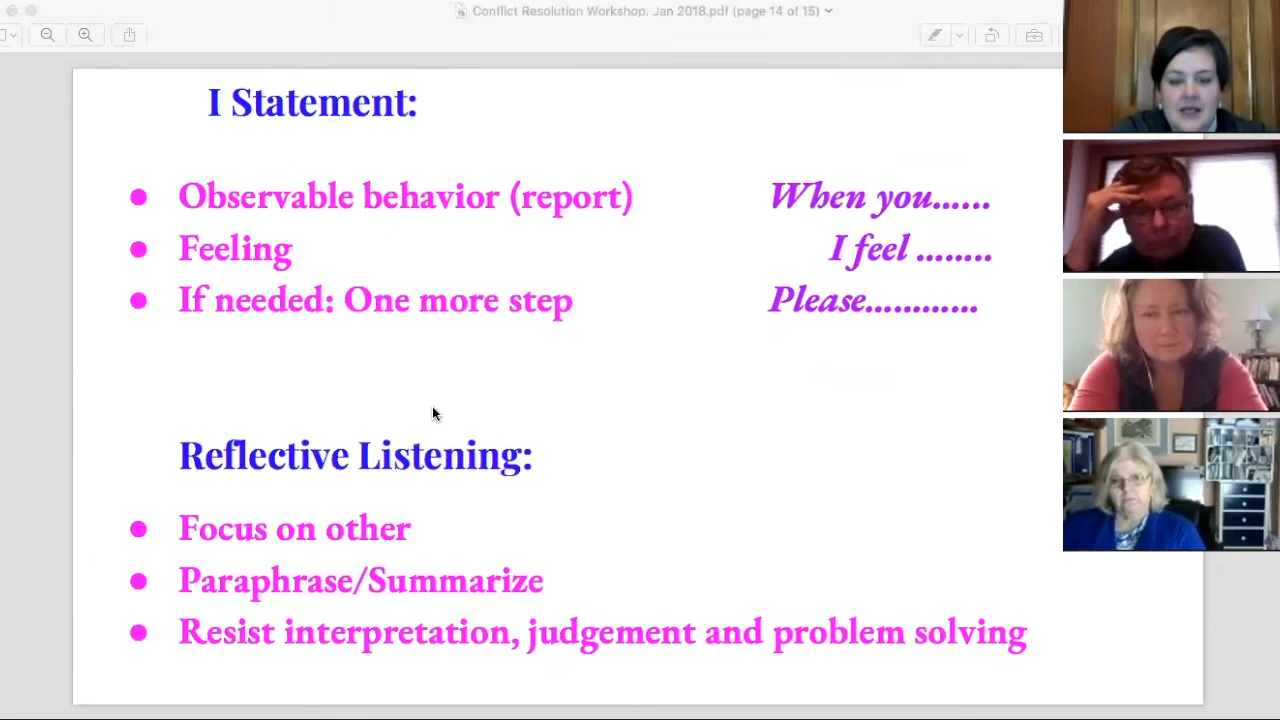 Conflict Resolution Workshop. Jan 2018.pdf (page 14 of 15)
I Statement:
● Observable behavior (report) When you......
● Feeling I feel ........
● If needed: One more step Please............
Reflective Listening:
● Focus on other
● Paraphrase/Summarize
● Resist interpretation, judgement and problem solving